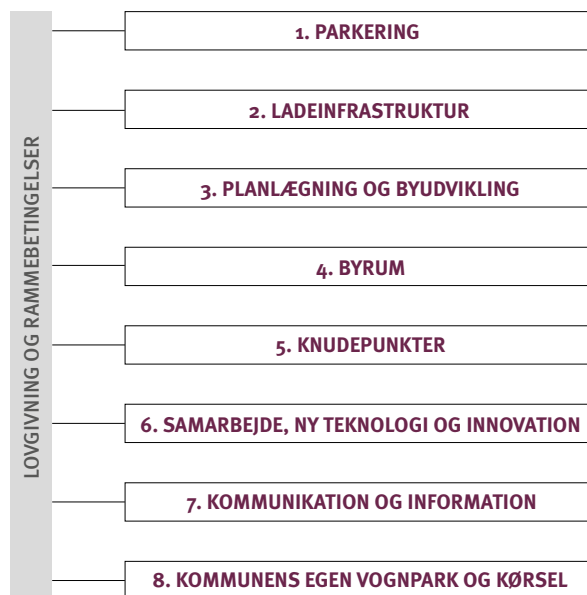 LOVGIVNING OG RAMMEBETINGELSER
1. PARKERING
2. LADEINFRASTRUKTUR
3. PLANLÆGNING OG BYUDVIKLING
4. BYRUM
5. KNUDEPUNKTER
6. SAMARBEJDE, NY TEKNOLOGI OG INNOVATION
7. KOMMUNIKATION OG INFORMATION
8. KOMMUNENS EGEN VOGNPARK OG KØRSEL